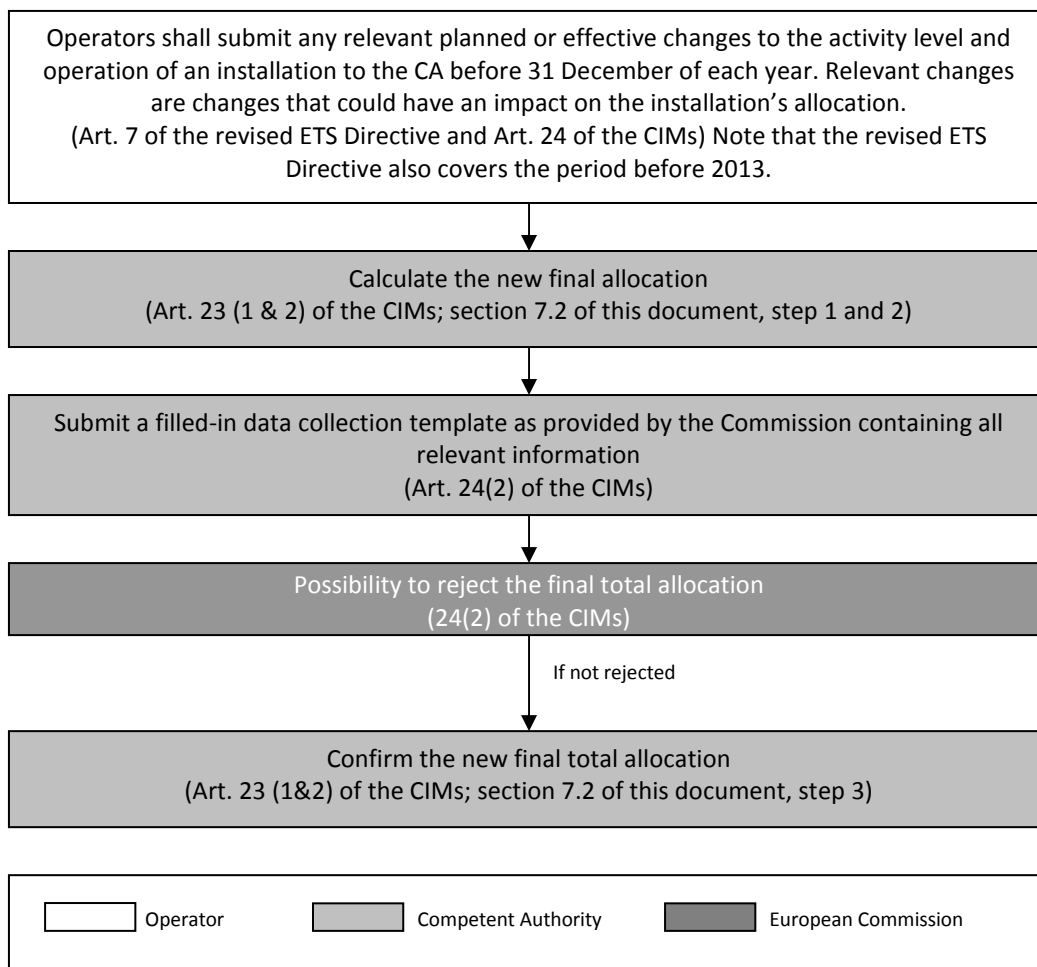 Operators shall submit any relevant planned or effective changes to the activity level and
operation of an installation to the CA before 31 December of each year. Relevant changes
are changes that could have an impact on the installation’s allocation.
(Art. 7 of the revised ETS Directive and Art. 24 of the CIMs) Note that the revised ETS
Directive also covers the period before 2013.
Calculate the new final allocation
(Art. 23 (1 & 2) of the CIMs; section 7.2 of this document, step 1 and 2)
Submit a filled-in data collection template as provided by the Commission containing all
relevant information
(Art. 24(2) of the CIMs)
Possibility to reject the final total allocation
(24(2) of the CIMs)
If not rejected
Confirm the new final total allocation
(Art. 23 (1&2) of the CIMs; section 7.2 of this document, step 3)
Operator
Competent Authority
European Commission